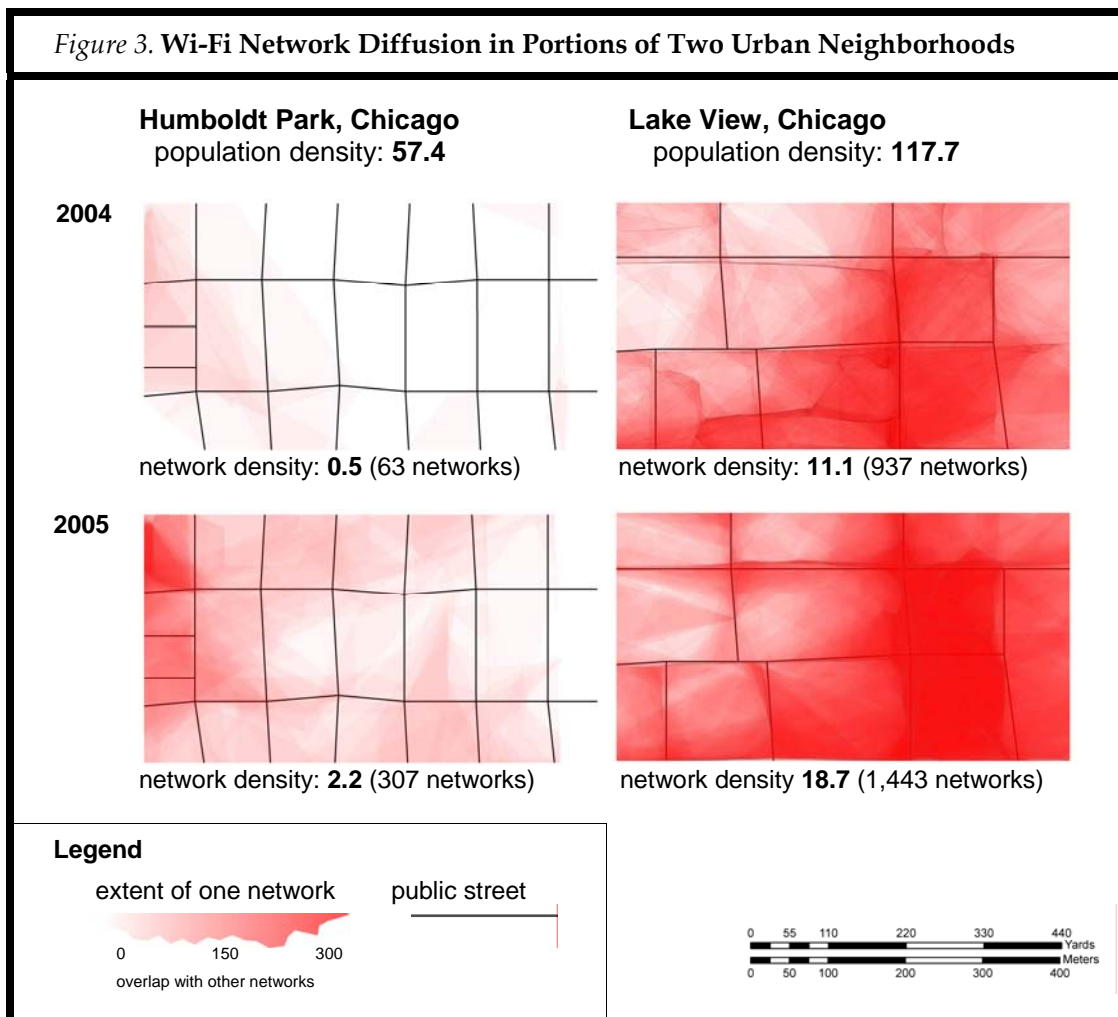 Figure 3. Wi-Fi Network Diffusion in Portions of Two Urban Neighborhoods
Humboldt Park, Chicago
population density: 57.4
Lake View, Chicago
population density: 117.7
2004
network density: 0.5 (63 networks)
network density: 11.1 (937 networks)
2005
network density: 2.2 (307 networks)
network density 18.7 (1,443 networks)
Legend
extent of one network
public street
0 150 300
overlap with other networks
0 55 110 220 330 440
Yards
Meters
0 50 100 200 300 400